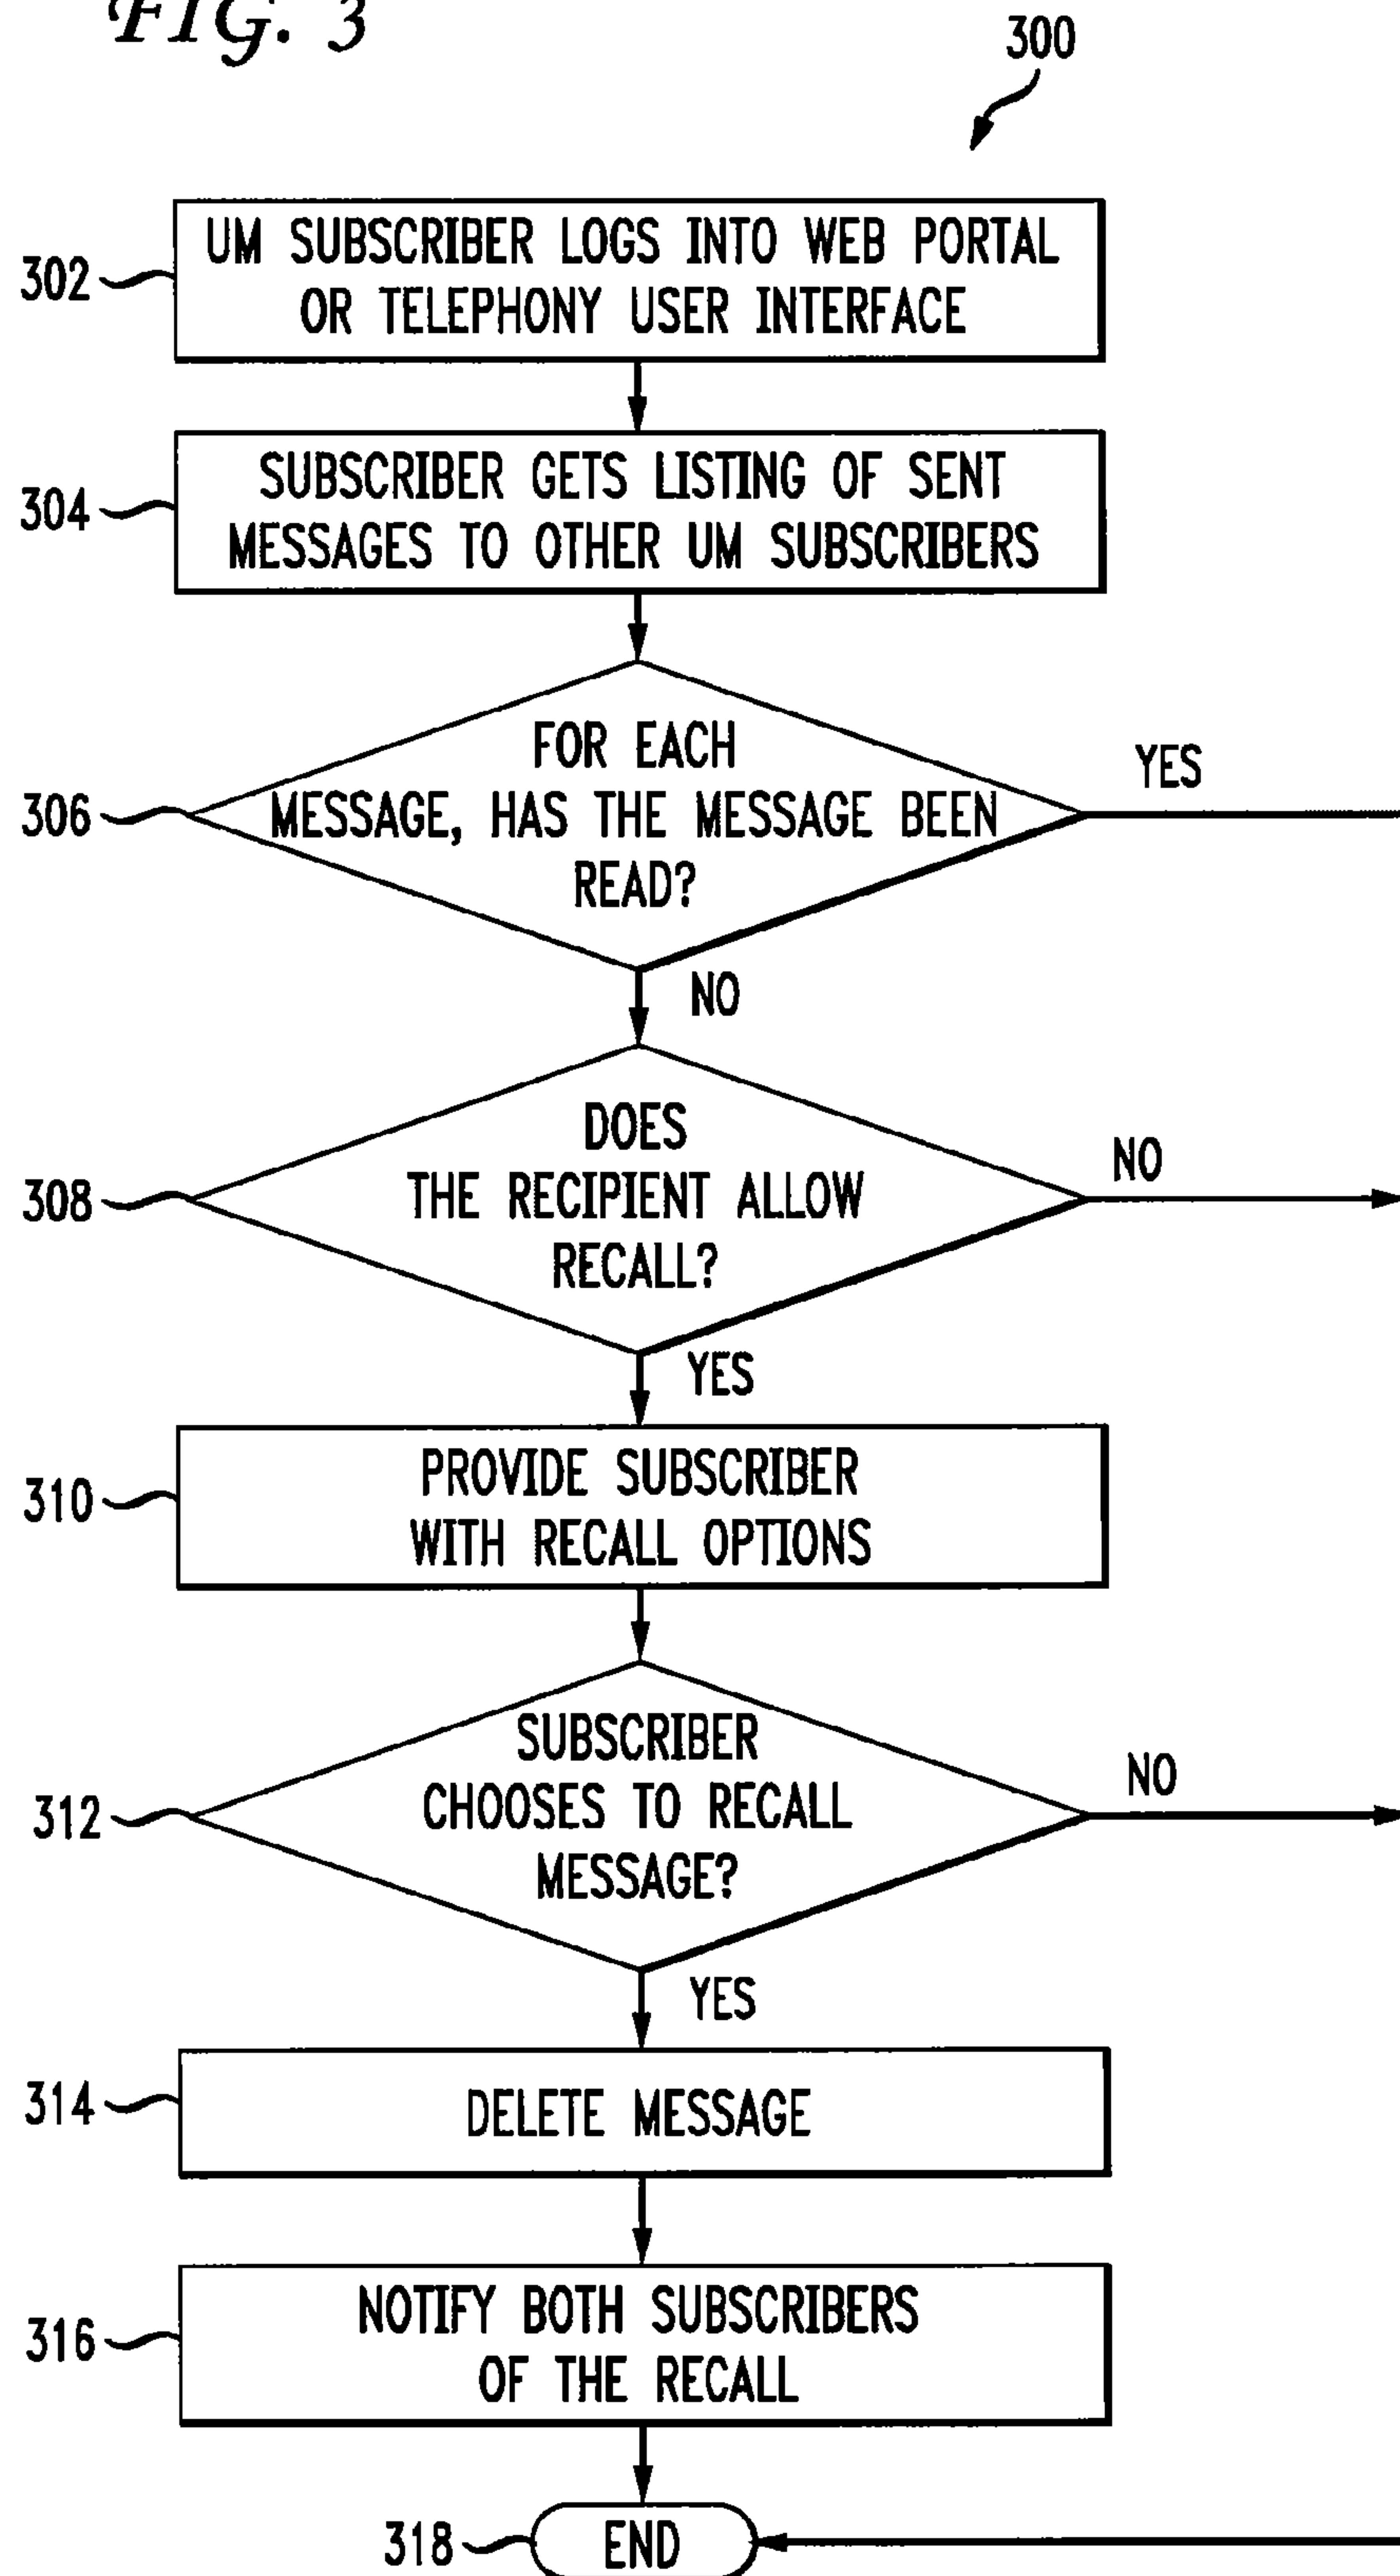 FIG. 3
300
302
UM SUBSCRIBER LOGS INTO WEB PORTAL
OR TELEPHONY USER INTERFACE
304
SUBSCRIBER GETS LISTING OF SENT
MESSAGES TO OTHER UM SUBSCRIBERS
306
FOR EACH
MESSAGE, HAS THE MESSAGE BEEN
READ?
YES
NO
308
DOES
THE RECIPIENT ALLOW
RECALL?
NO
YES
310
PROVIDE SUBSCRIBER
WITH RECALL OPTIONS
312
SUBSCRIBER
CHOOSES TO RECALL
MESSAGE?
NO
YES
314
DELETE MESSAGE
316
NOTIFY BOTH SUBSCRIBERS
OF THE RECALL
318
END